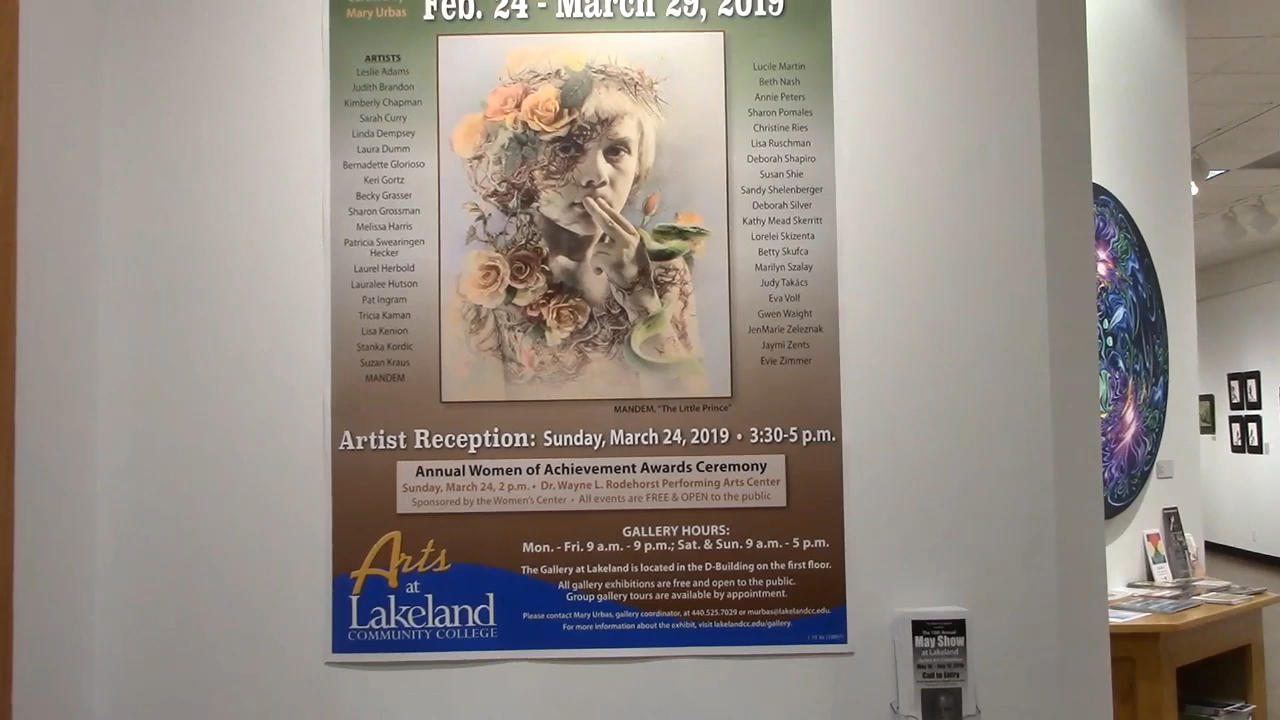 Mary Urbas
Feb. 24 - March 29, 2019
ARTISTS
Leslie Adams
Judith Brandon
Kimberly Chapman
Sarah Curry
Linda Dempsey
Laura Dumm
Bernadette Glorioso
Keri Gortz
Becky Grasser
Sharon Grossman
Melissa Harris
Patricia Swearingen
Hecker
Laurel Herbold
Lauralee Hutson
Pat Ingram
Tricia Kaman
Lisa Kenion
Stanka Kordic
Suzan Kraus
MANDEM
Lucile Martin
Beth Nash
Annie Peters
Sharon Pomales
Christine Ries
Lisa Ruschman
Deborah Shapiro
Susan Shie
Sandy Shelenberger
Deborah Silver
Kathy Mead Skerritt
Lorelei Skizenta
Betty Skufca
Marilyn Szalay
Judy Takács
Eva Volf
Gwen Waight
JenMarie Zeleznak
Jaymi Zents
Evie Zimmer
MANDEM, "The Little Prince"
Artist Reception: Sunday, March 24, 2019 • 3:30-5 p.m.
Annual Women of Achievement Awards Ceremony
Sunday, March 24, 2 p.m. • Dr. Wayne L. Rodehorst Performing Arts Center
Sponsored by the Women's Center • All events are FREE & OPEN to the public
GALLERY HOURS:
Mon. - Fri. 9 a.m. - 9 p.m.; Sat. & Sun. 9 a.m. - 5 p.m.
The Gallery at Lakeland is located in the D-Building on the first floor.
All gallery exhibitions are free and open to the public.
Group gallery tours are available by appointment.
Please contact Mary Urbas, gallery coordinator, at 440.525.7029 or murbas@lakelandcc.edu.
For more information about the exhibit, visit lakelandcc.edu/gallery.
Arts
at
Lakeland
COMMUNITY COLLEGE
May Show
at Lakeland
Call to Entry